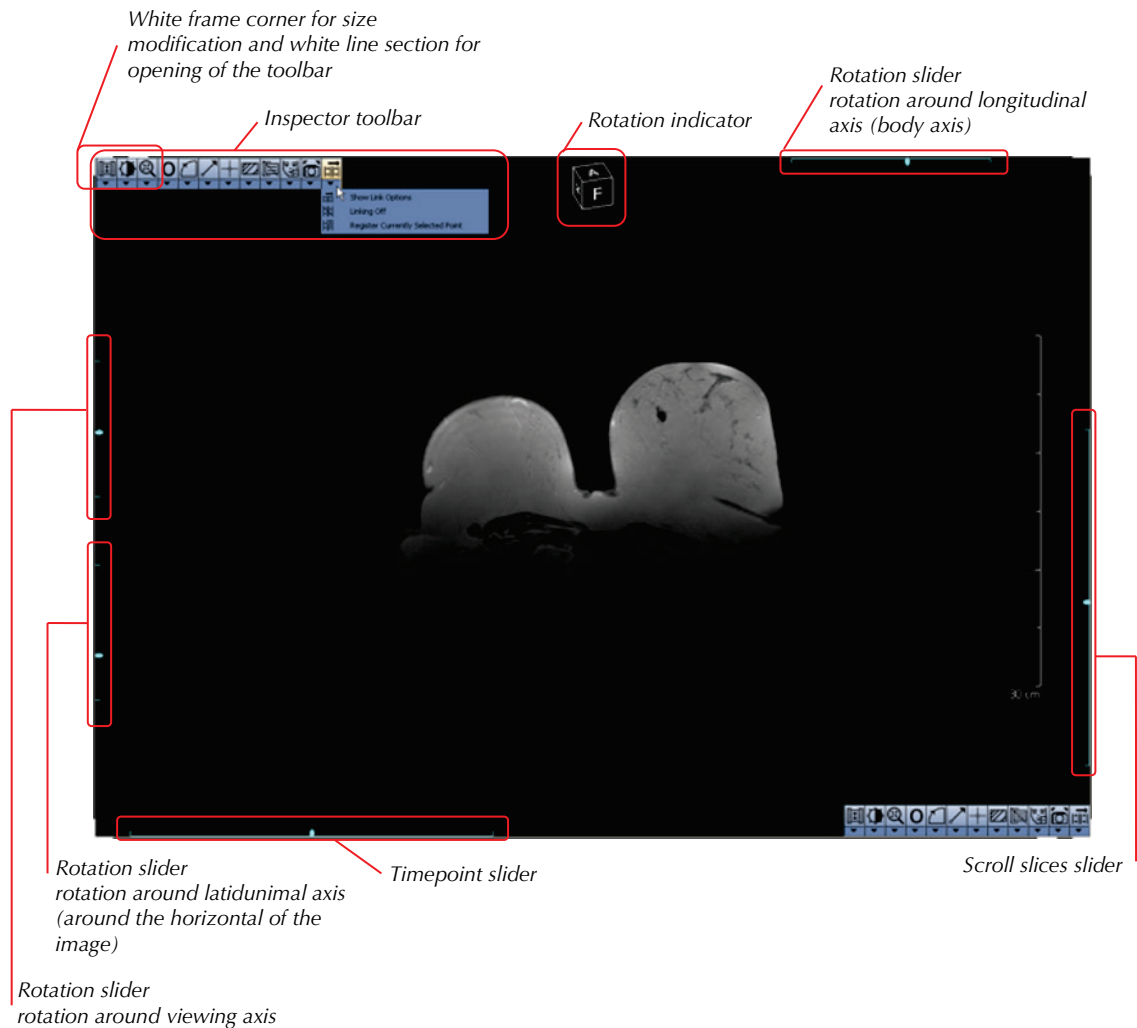 White frame corner for size
modification and white line section for
opening of the toolbar
Rotation slider
rotation around longitudinal
axis (body axis)
Inspector toolbar
Rotation indicator
A
F
Show Link Options
Linking Off
Register Currently Selected Point
30 cm
Rotation slider
rotation around latidunimal axis
(around the horizontal of the
image)
Timepoint slider
Scroll slices slider
Rotation slider
rotation around viewing axis